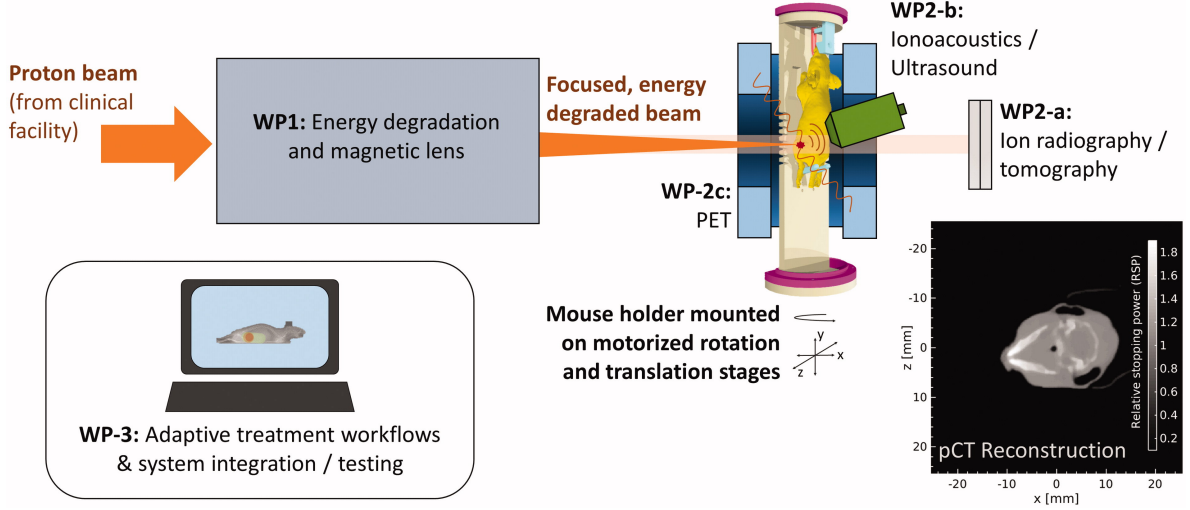 Proton beam
(from clinical
facility)
WP1: Energy degradation
and magnetic lens
Focused, energy
degraded beam
WP2-b:
Ionoacoustics /
Ultrasound
WP2-a:
Ion radiography /
tomography
WP-2c:
PET
Mouse holder mounted
on motorized rotation
and translation stages
y
x
z
WP-3: Adaptive treatment workflows
& system integration / testing
-20
-10
0
10
20
z [mm]
pCT Reconstruction
-20
-10
0
10
20
x [mm]
Relative stopping power (RSP)
1.8
1.6
1.4
1.2
1
0.8
0.6
0.4
0.2